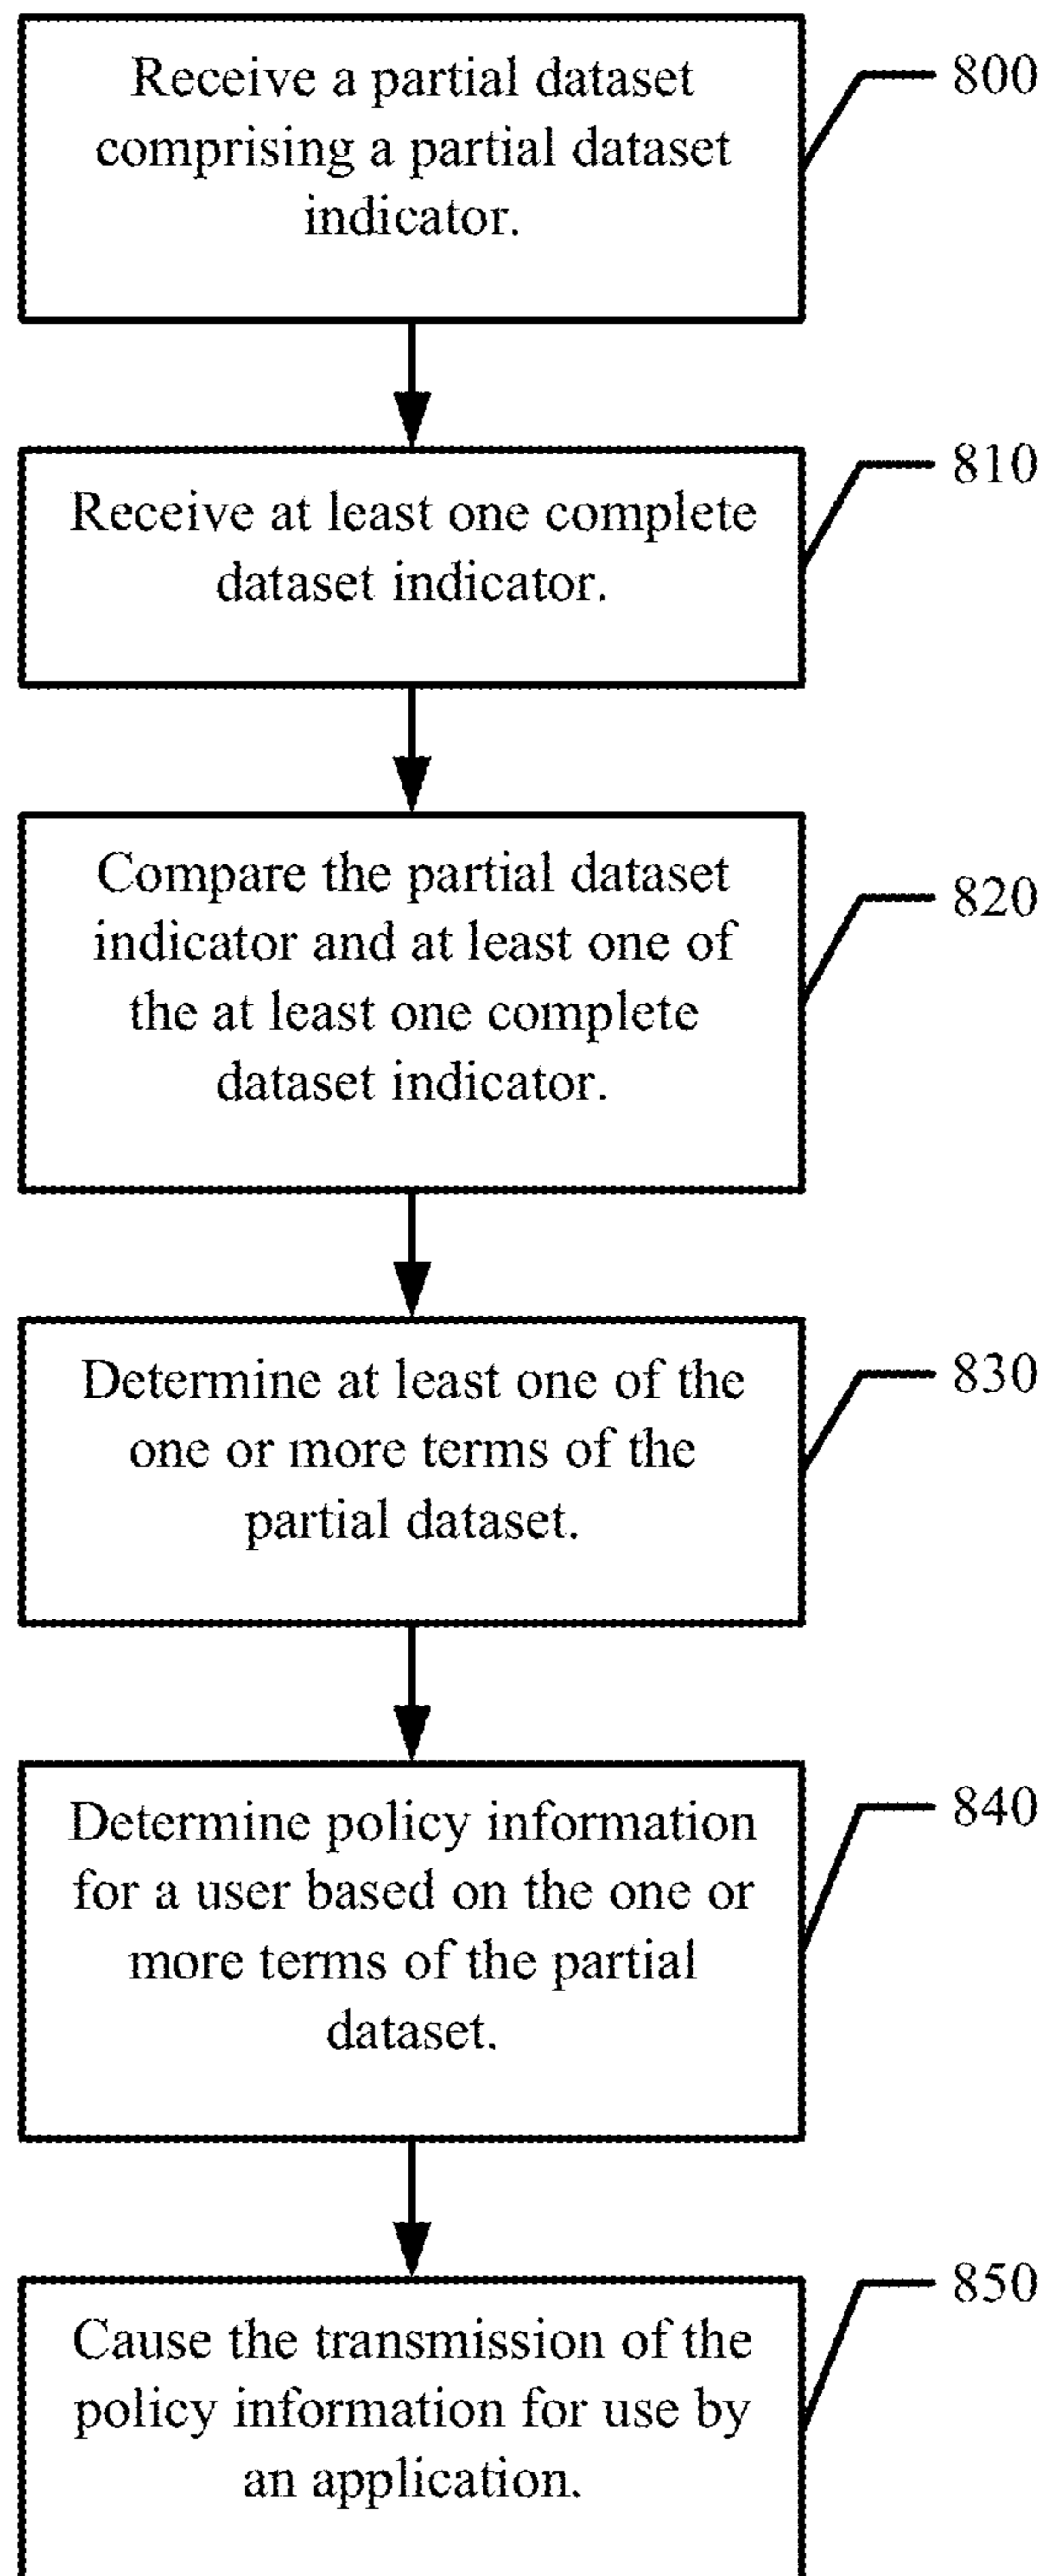 Receive a partial dataset
comprising a partial dataset
indicator.
800
Receive at least one complete
dataset indicator.
810
Compare the partial dataset
indicator and at least one of
the at least one complete
dataset indicator.
820
Determine at least one of the
one or more terms of the
partial dataset.
830
Determine policy information
for a user based on the one or
more terms of the partial
dataset.
840
Cause the transmission of the
policy information for use by
an application.
850